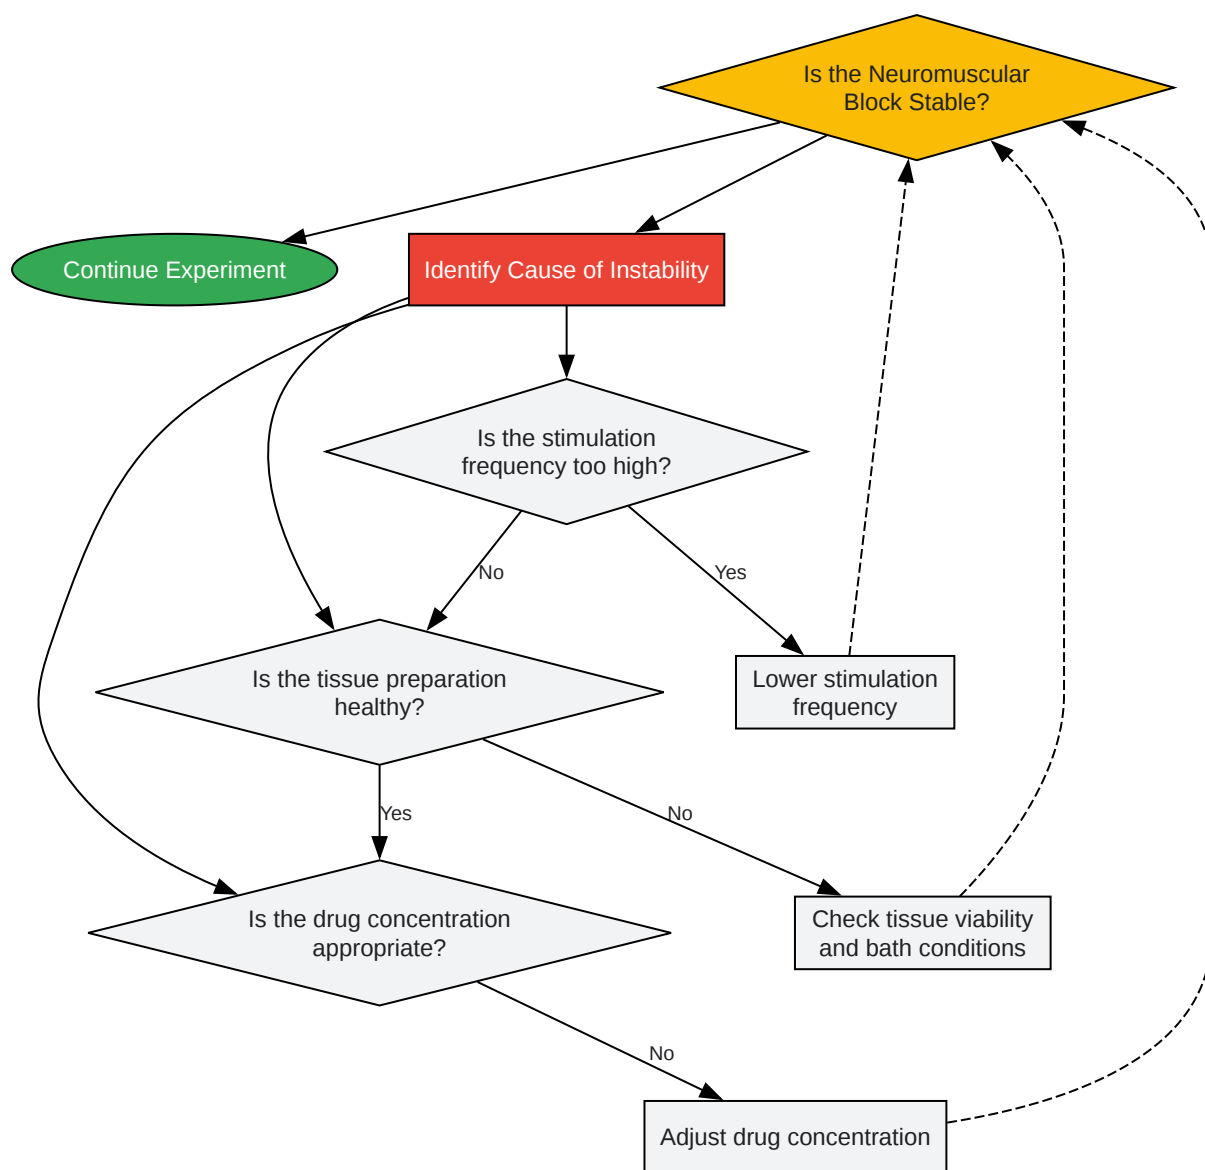 Is the Neuromuscular
Block Stable?
Continue Experiment
Identify Cause of Instability
Is the stimulation
frequency too high?
No
Yes
Is the tissue preparation
healthy?
Lower stimulation
frequency
Yes
No
Is the drug concentration
appropriate?
Check tissue viability
and bath conditions
No
Adjust drug concentration